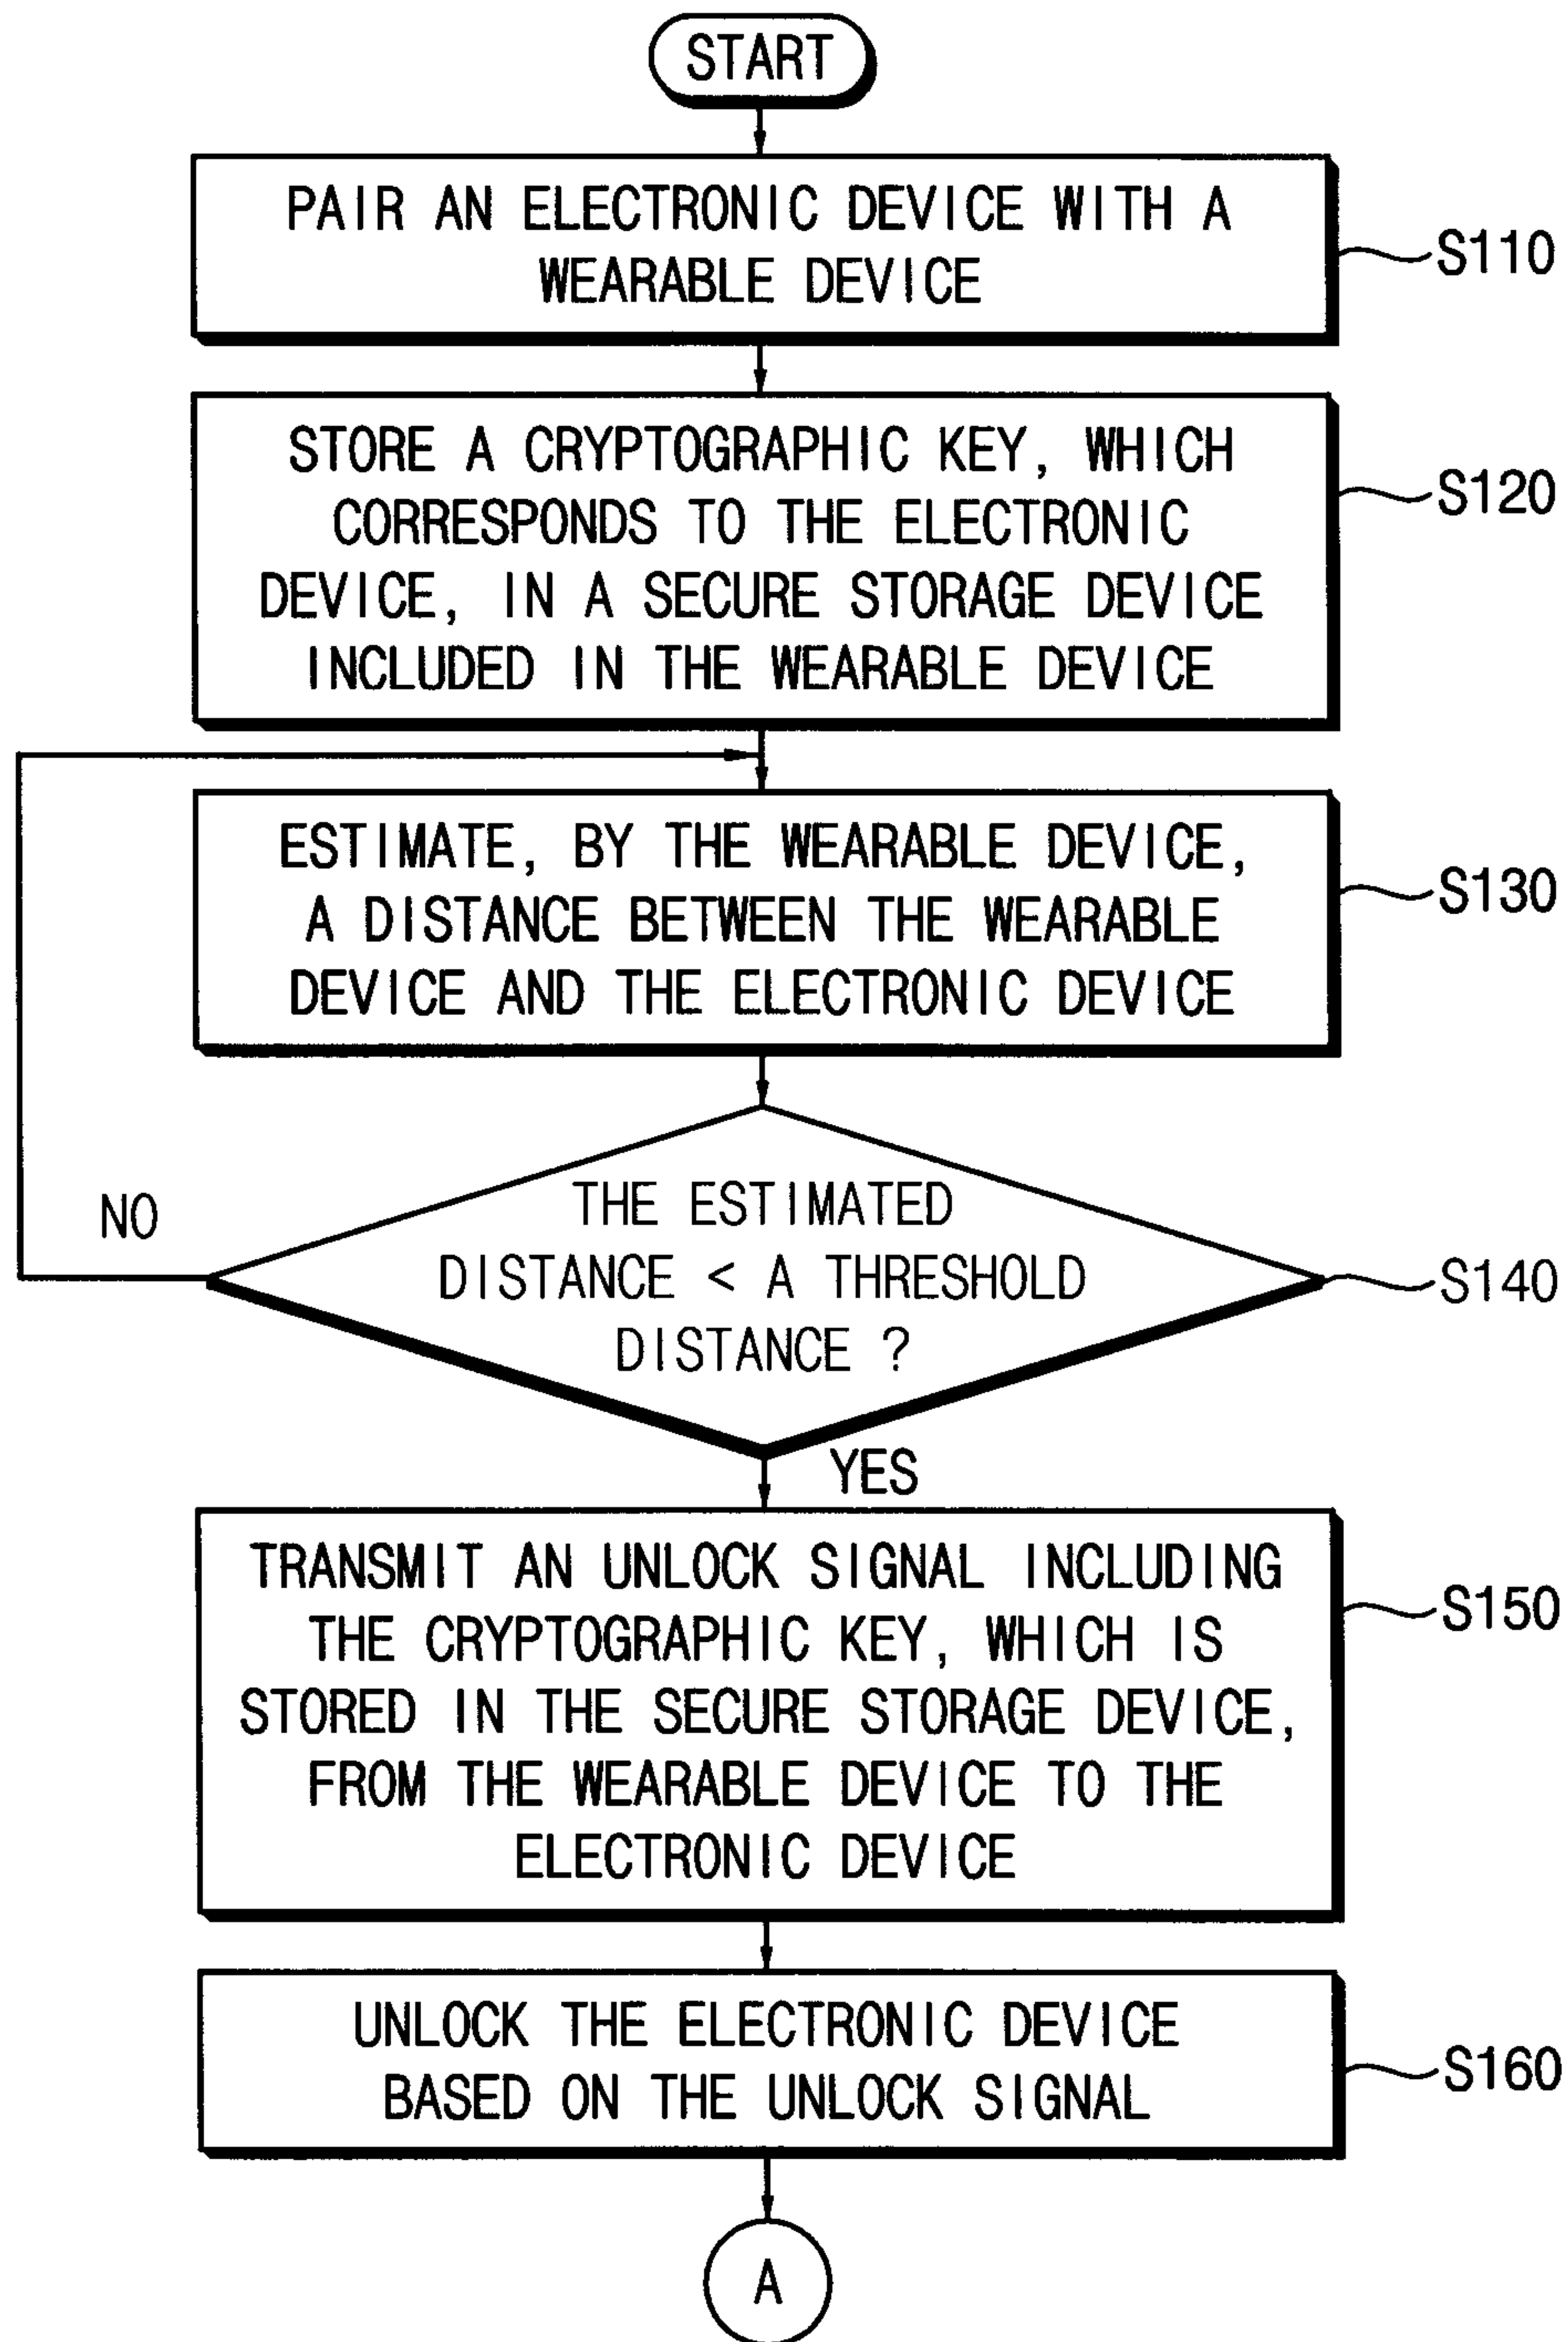 START
PAIR AN ELECTRONIC DEVICE WITH A
WEARABLE DEVICE
S110
STORE A CRYPTOGRAPHIC KEY, WHICH
CORRESPONDS TO THE ELECTRONIC
DEVICE, IN A SECURE STORAGE DEVICE
INCLUDED IN THE WEARABLE DEVICE
S120
ESTIMATE, BY THE WEARABLE DEVICE,
A DISTANCE BETWEEN THE WEARABLE
DEVICE AND THE ELECTRONIC DEVICE
S130
THE ESTIMATED
DISTANCE < A THRESHOLD
DISTANCE ?
S140
NO
YES
TRANSMIT AN UNLOCK SIGNAL INCLUDING
THE CRYPTOGRAPHIC KEY, WHICH IS
STORED IN THE SECURE STORAGE DEVICE,
FROM THE WEARABLE DEVICE TO THE
ELECTRONIC DEVICE
S150
UNLOCK THE ELECTRONIC DEVICE
BASED ON THE UNLOCK SIGNAL
S160
A